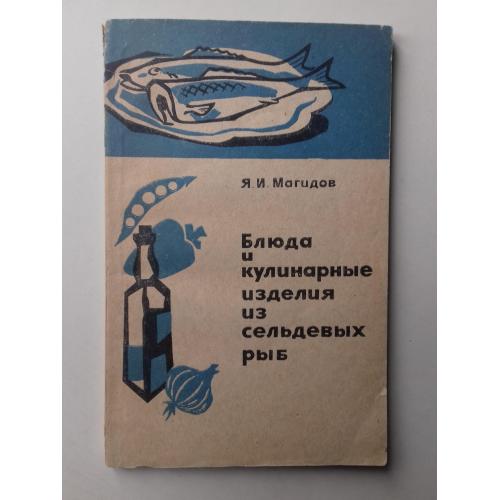 Я. И. Магидов
Блюда
и
кулинарные
изделия
из
сельдевых
рыб